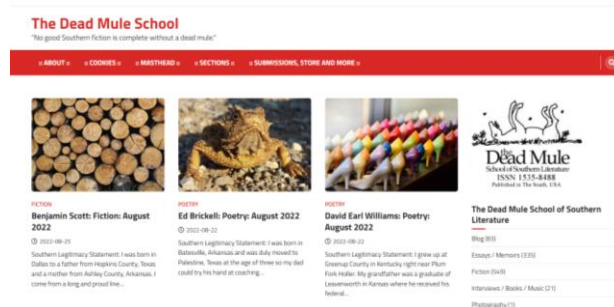 The Dead Mule School
"No good Southern fiction is complete without a dead mule."
:: ABOUT ::
:: COOKIES ::
:: MASTHEAD ::
:: SECTIONS ::
:: SUBMISSIONS, STORE AND MORE ::
FICTION
Benjamin Scott: Fiction: August
2022
2022-08-25
Southern Legitimacy Statement: I was born in
Dallas to a father from Hopkins County, Texas
and a mother from Ashley County, Arkansas. I
come from a long and proud line...
POETRY
Ed Brickell: Poetry: August 2022
2022-08-22
Southern Legitimacy Statement: I was born in
Batesville, Arkansas and was duly moved to
Palestine, Texas at the age of three so my dad
could try his hand at coaching...
POETRY
David Earl Williams: Poetry:
August 2022
2022-08-22
Southern Legitimacy Statement: I grew up at
Greenup County in Kentucky right near Plum
Fork Holler. My grandfather was a graduate of
Leavenworth in Kansas where he received his
federal...
the
Dead Mule
School of Southern Literature
ISSN 1535-8488
Published in The South, USA
The Dead Mule School of Southern
Literature
Blog (83)
Essays / Memoirs (335)
Fiction (549)
Interviews / Books / Music (21)
Photography (1)